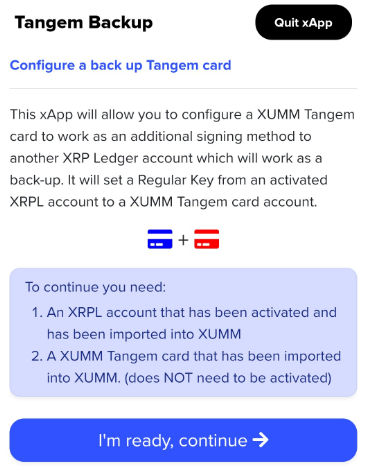 Tangem Backup
Quit xApp
Configure a back up Tangem card
This xApp will allow you to configure a XUMM Tangem
card to work as an additional signing method to
another XRP Ledger account which will work as a
back-up. It will set a Regular Key from an activated
XRPL account to a XUMM Tangem card account.
+
To continue you need:
1. An XRPL account that has been activated and
has been imported into XUMM
2. A XUMM Tangem card that has been imported
into XUMM. (does NOT need to be activated)
I'm ready, continue →